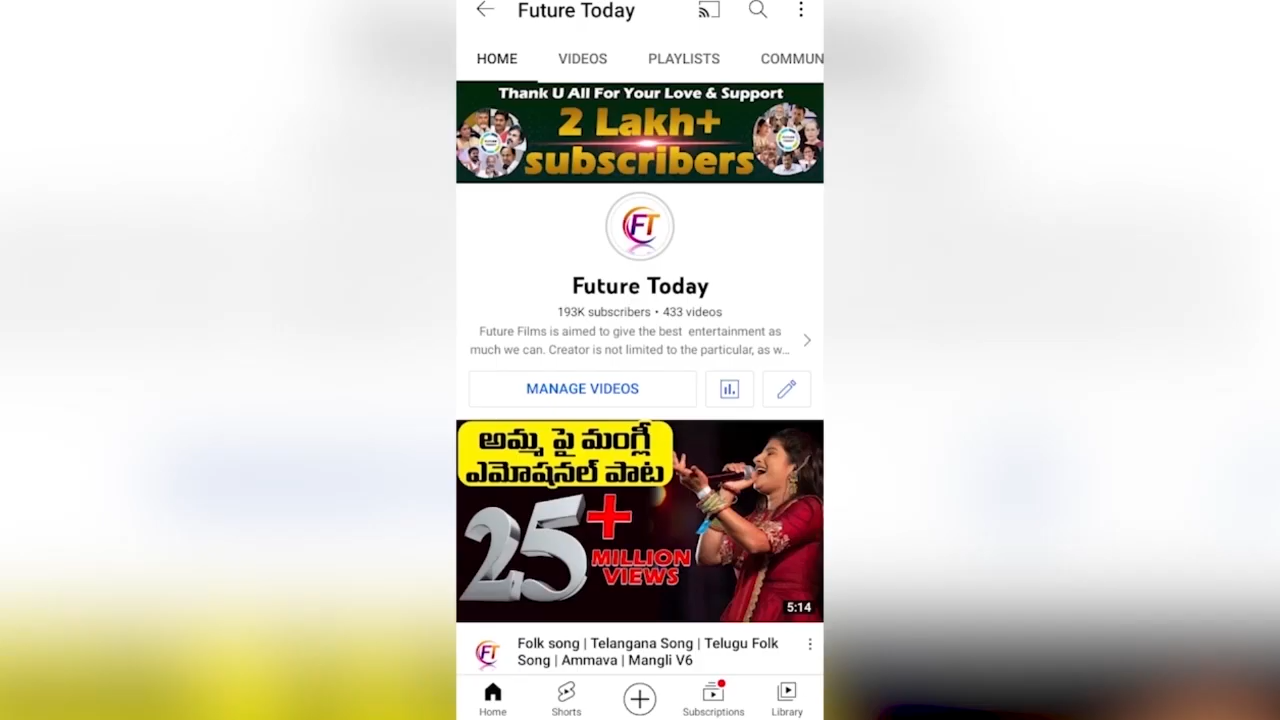 Future Today
HOME VIDEOS PLAYLISTS COMMUN
Thank U All For Your Love & Support
2 Lakh+
subscribers
FT
Future Today
193K subscribers • 433 videos
Future Films is aimed to give the best entertainment as
much we can. Creator is not limited to the particular, as w...
MANAGE VIDEOS
అమ్మ పై మంగ్లీ
ఎమోషనల్ పాట
25+
MILLION
VIEWS
5:14
FT
Folk song | Telangana Song | Telugu Folk
Song | Ammava | Mangli V6
Home Shorts Subscriptions Library